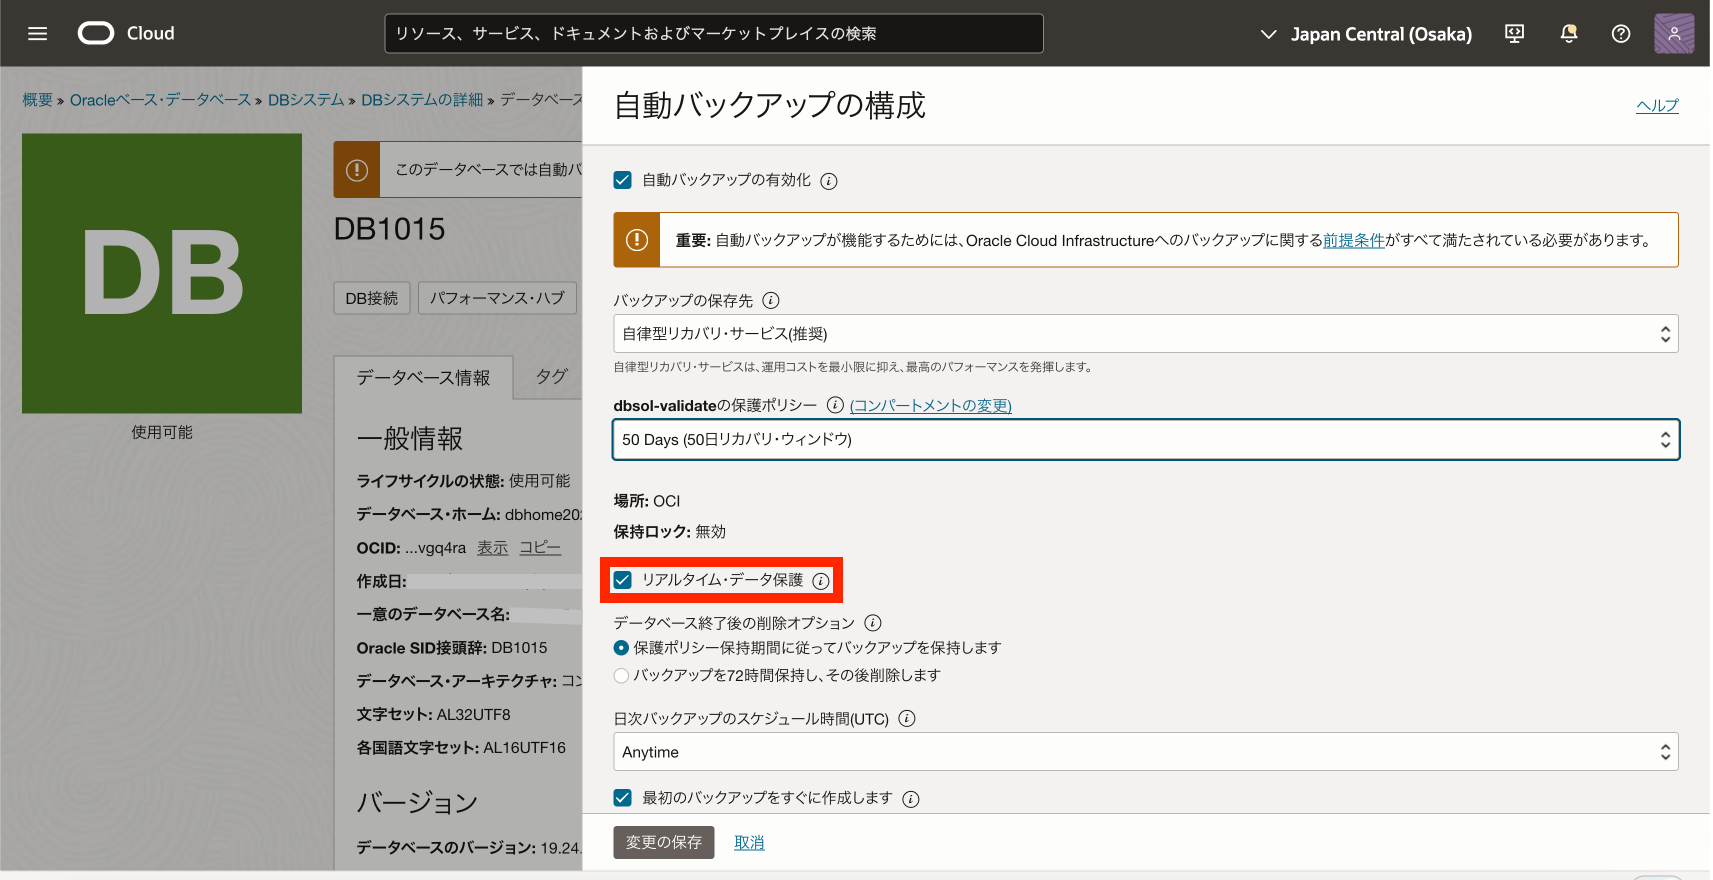 Cloud
リソース、サービス、ドキュメントおよびマーケットプレイスの検索
Japan Central (Osaka)
概要 » Oracleベース・データベース » DBシステム » DBシステムの詳細 » データベース
DB
使用可能
このデータベースでは自動バ
DB1015
DB接続
パフォーマンス・ハブ
データベース情報
タグ
一般情報
ライフサイクルの状態: 使用可能
データベース・ホーム: dbhome20
OCID: ...vgq4ra 表示 コピー
作成日:
一意のデータベース名:
Oracle SID接頭辞: DB1015
データベース・アーキテクチャ: コン
文字セット: AL32UTF8
各国語文字セット: AL16UTF16
バージョン
データベースのバージョン: 19.24.
自動バックアップの構成
ヘルプ
自動バックアップの有効化
重要: 自動バックアップが機能するためには、Oracle Cloud Infrastructureへのバックアップに関する前提条件がすべて満たされている必要があります。
バックアップの保存先
自律型リカバリ・サービス(推奨)
自律型リカバリ・サービスは、運用コストを最小限に抑え、最高のパフォーマンスを発揮します。
dbsol-validateの保護ポリシー (コンパートメントの変更)
50 Days (50日リカバリ・ウィンドウ)
場所: OCI
保持ロック: 無効
リアルタイム・データ保護
データベース終了後の削除オプション
保護ポリシー保持期間に従ってバックアップを保持します
バックアップを72時間保持し、その後削除します
日次バックアップのスケジュール時間(UTC)
Anytime
最初のバックアップをすぐに作成します
変更の保存
取消